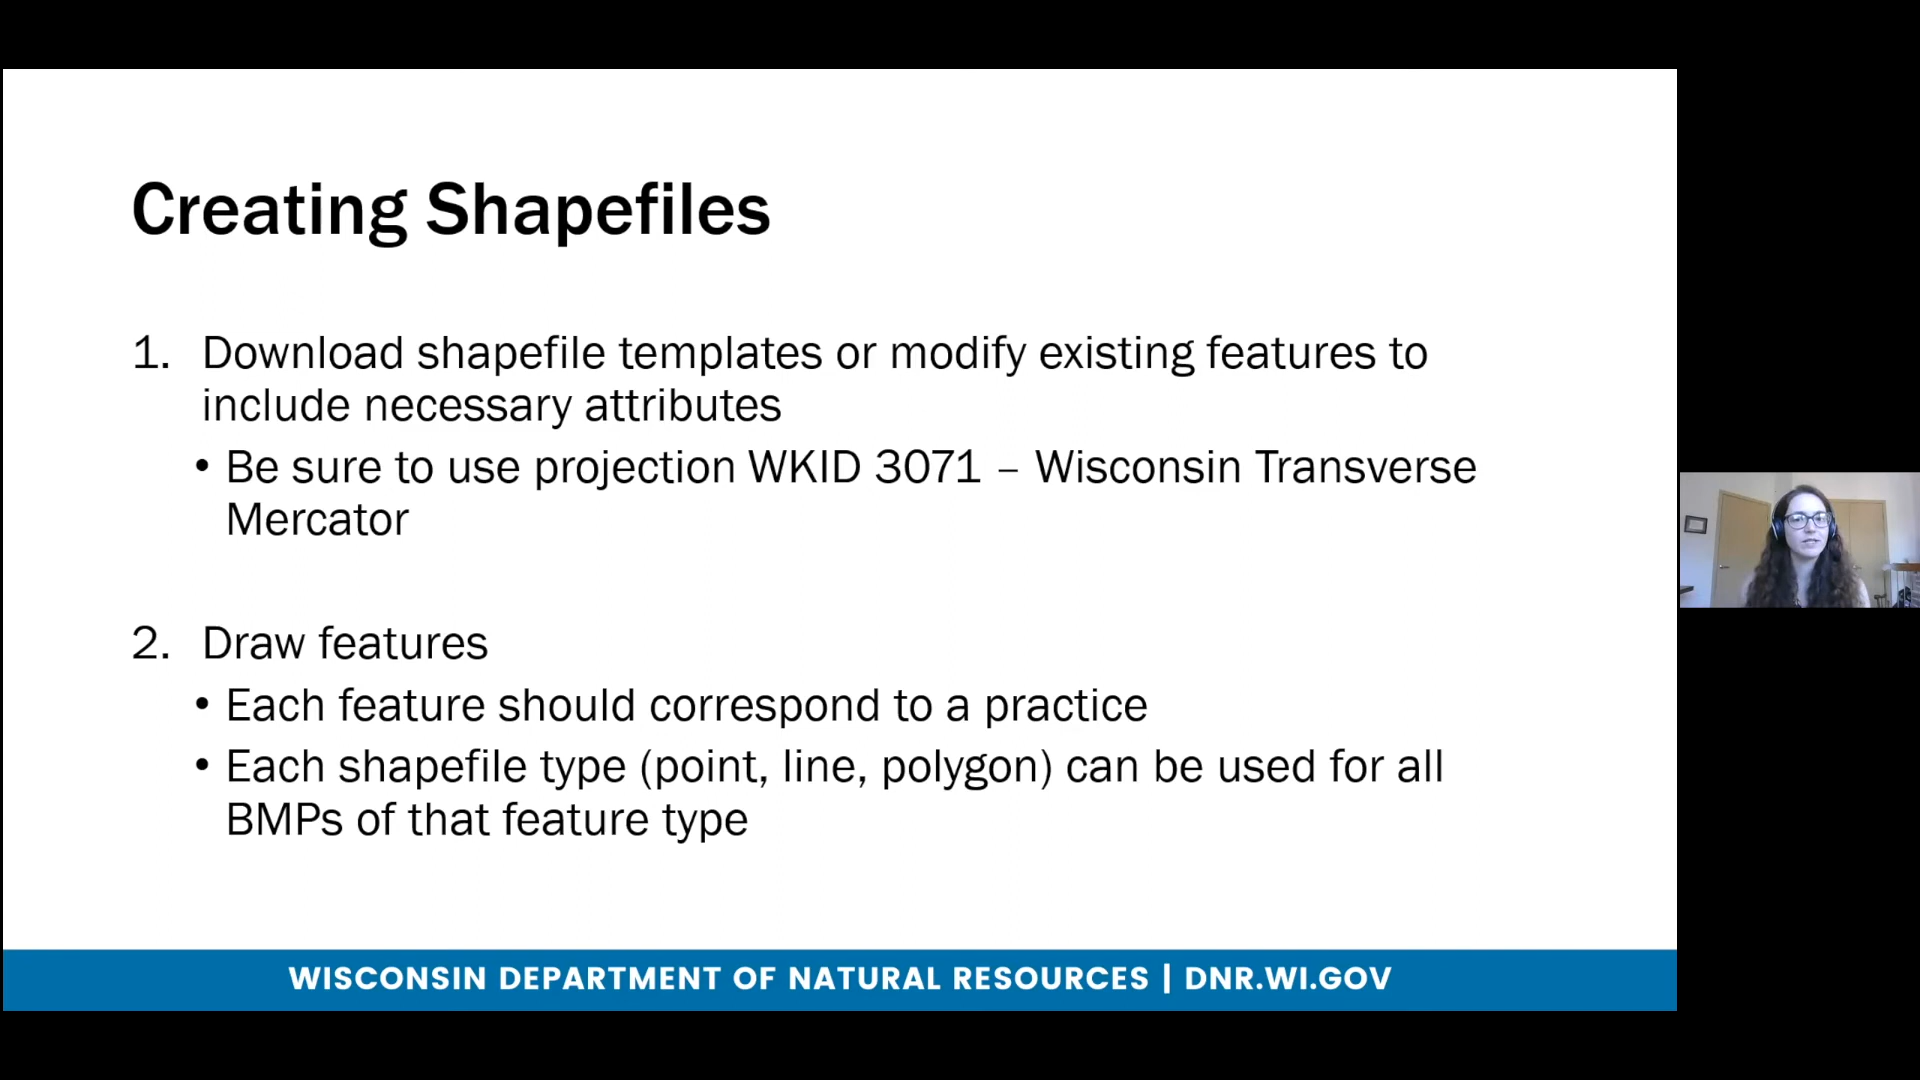 Creating Shapefiles
1. Download shapefile templates or modify existing features to
include necessary attributes
• Be sure to use projection WKID 3071 – Wisconsin Transverse
Mercator
2. Draw features
• Each feature should correspond to a practice
• Each shapefile type (point, line, polygon) can be used for all
BMPs of that feature type
WISCONSIN DEPARTMENT OF NATURAL RESOURCES | DNR.WI.GOV